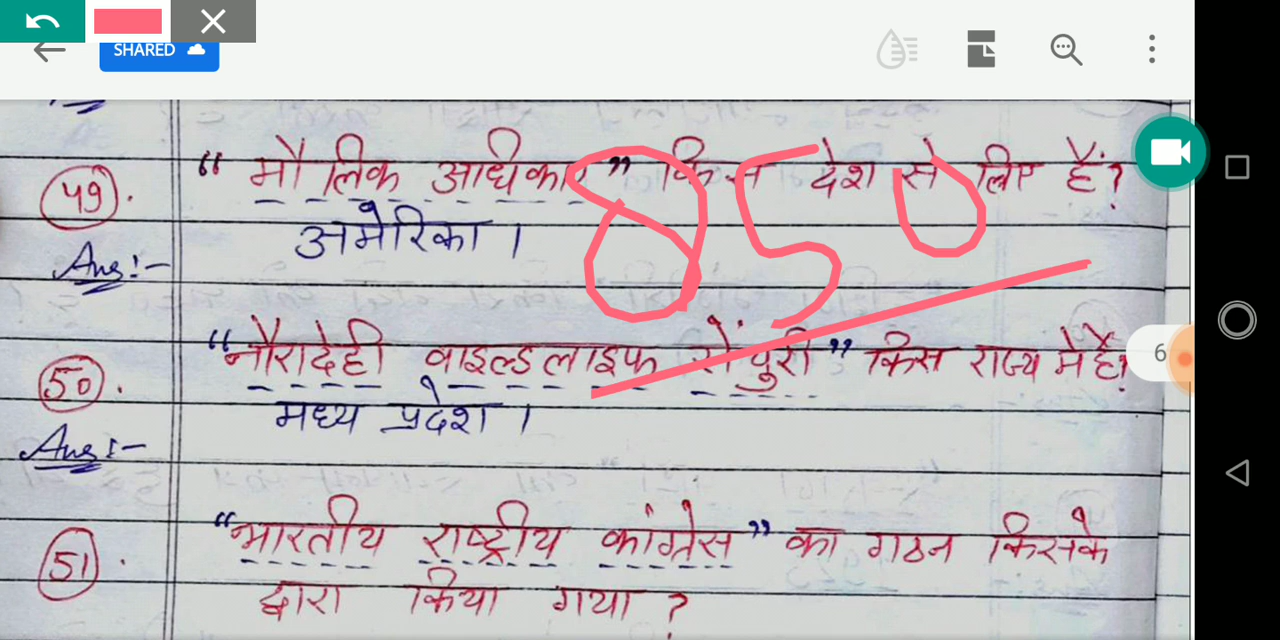 SHARED
49. “मौलिक अधिकार” किस देश से लिए हैं?
Ans:- अमेरिका।
850
50. “नौरादेही वाइल्ड लाइफ सेंचुरी” किस राज्य में है?
6
Ans:- मध्य प्रदेश।
51. “भारतीय राष्ट्रीय कांग्रेस” का गठन किसके
द्वारा किया गया?